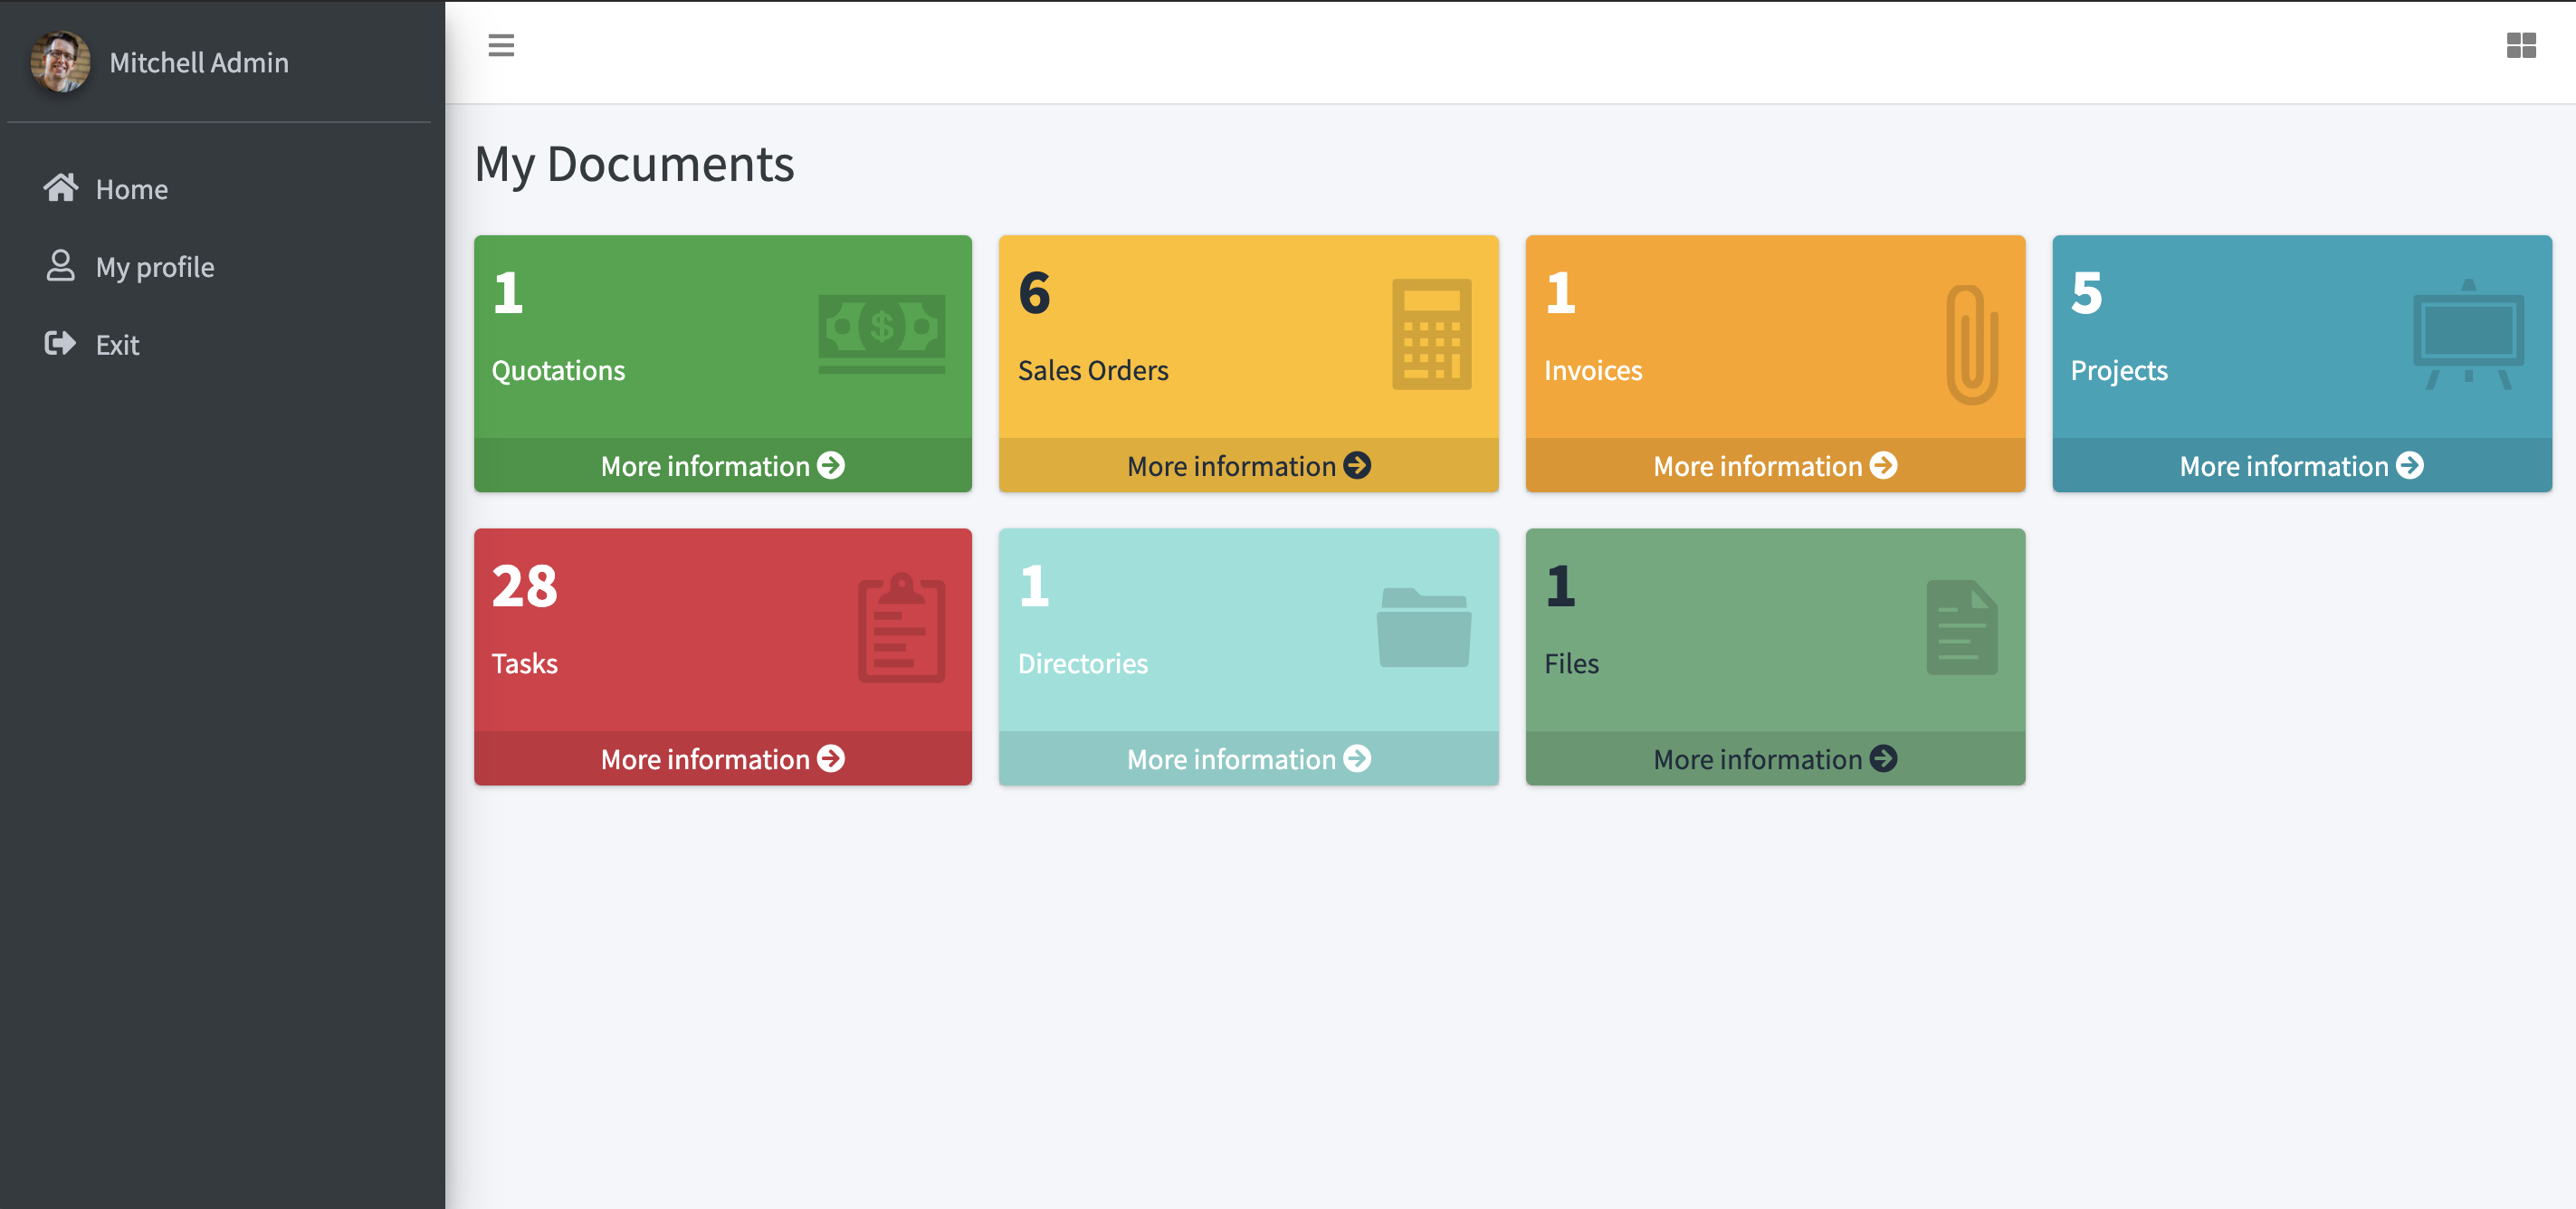 Mitchell Admin
Home
My profile
Exit
My Documents
1
Quotations
More information
6
Sales Orders
More information
1
Invoices
More information
5
Projects
More information
28
Tasks
More information
1
Directories
More information
1
Files
More information